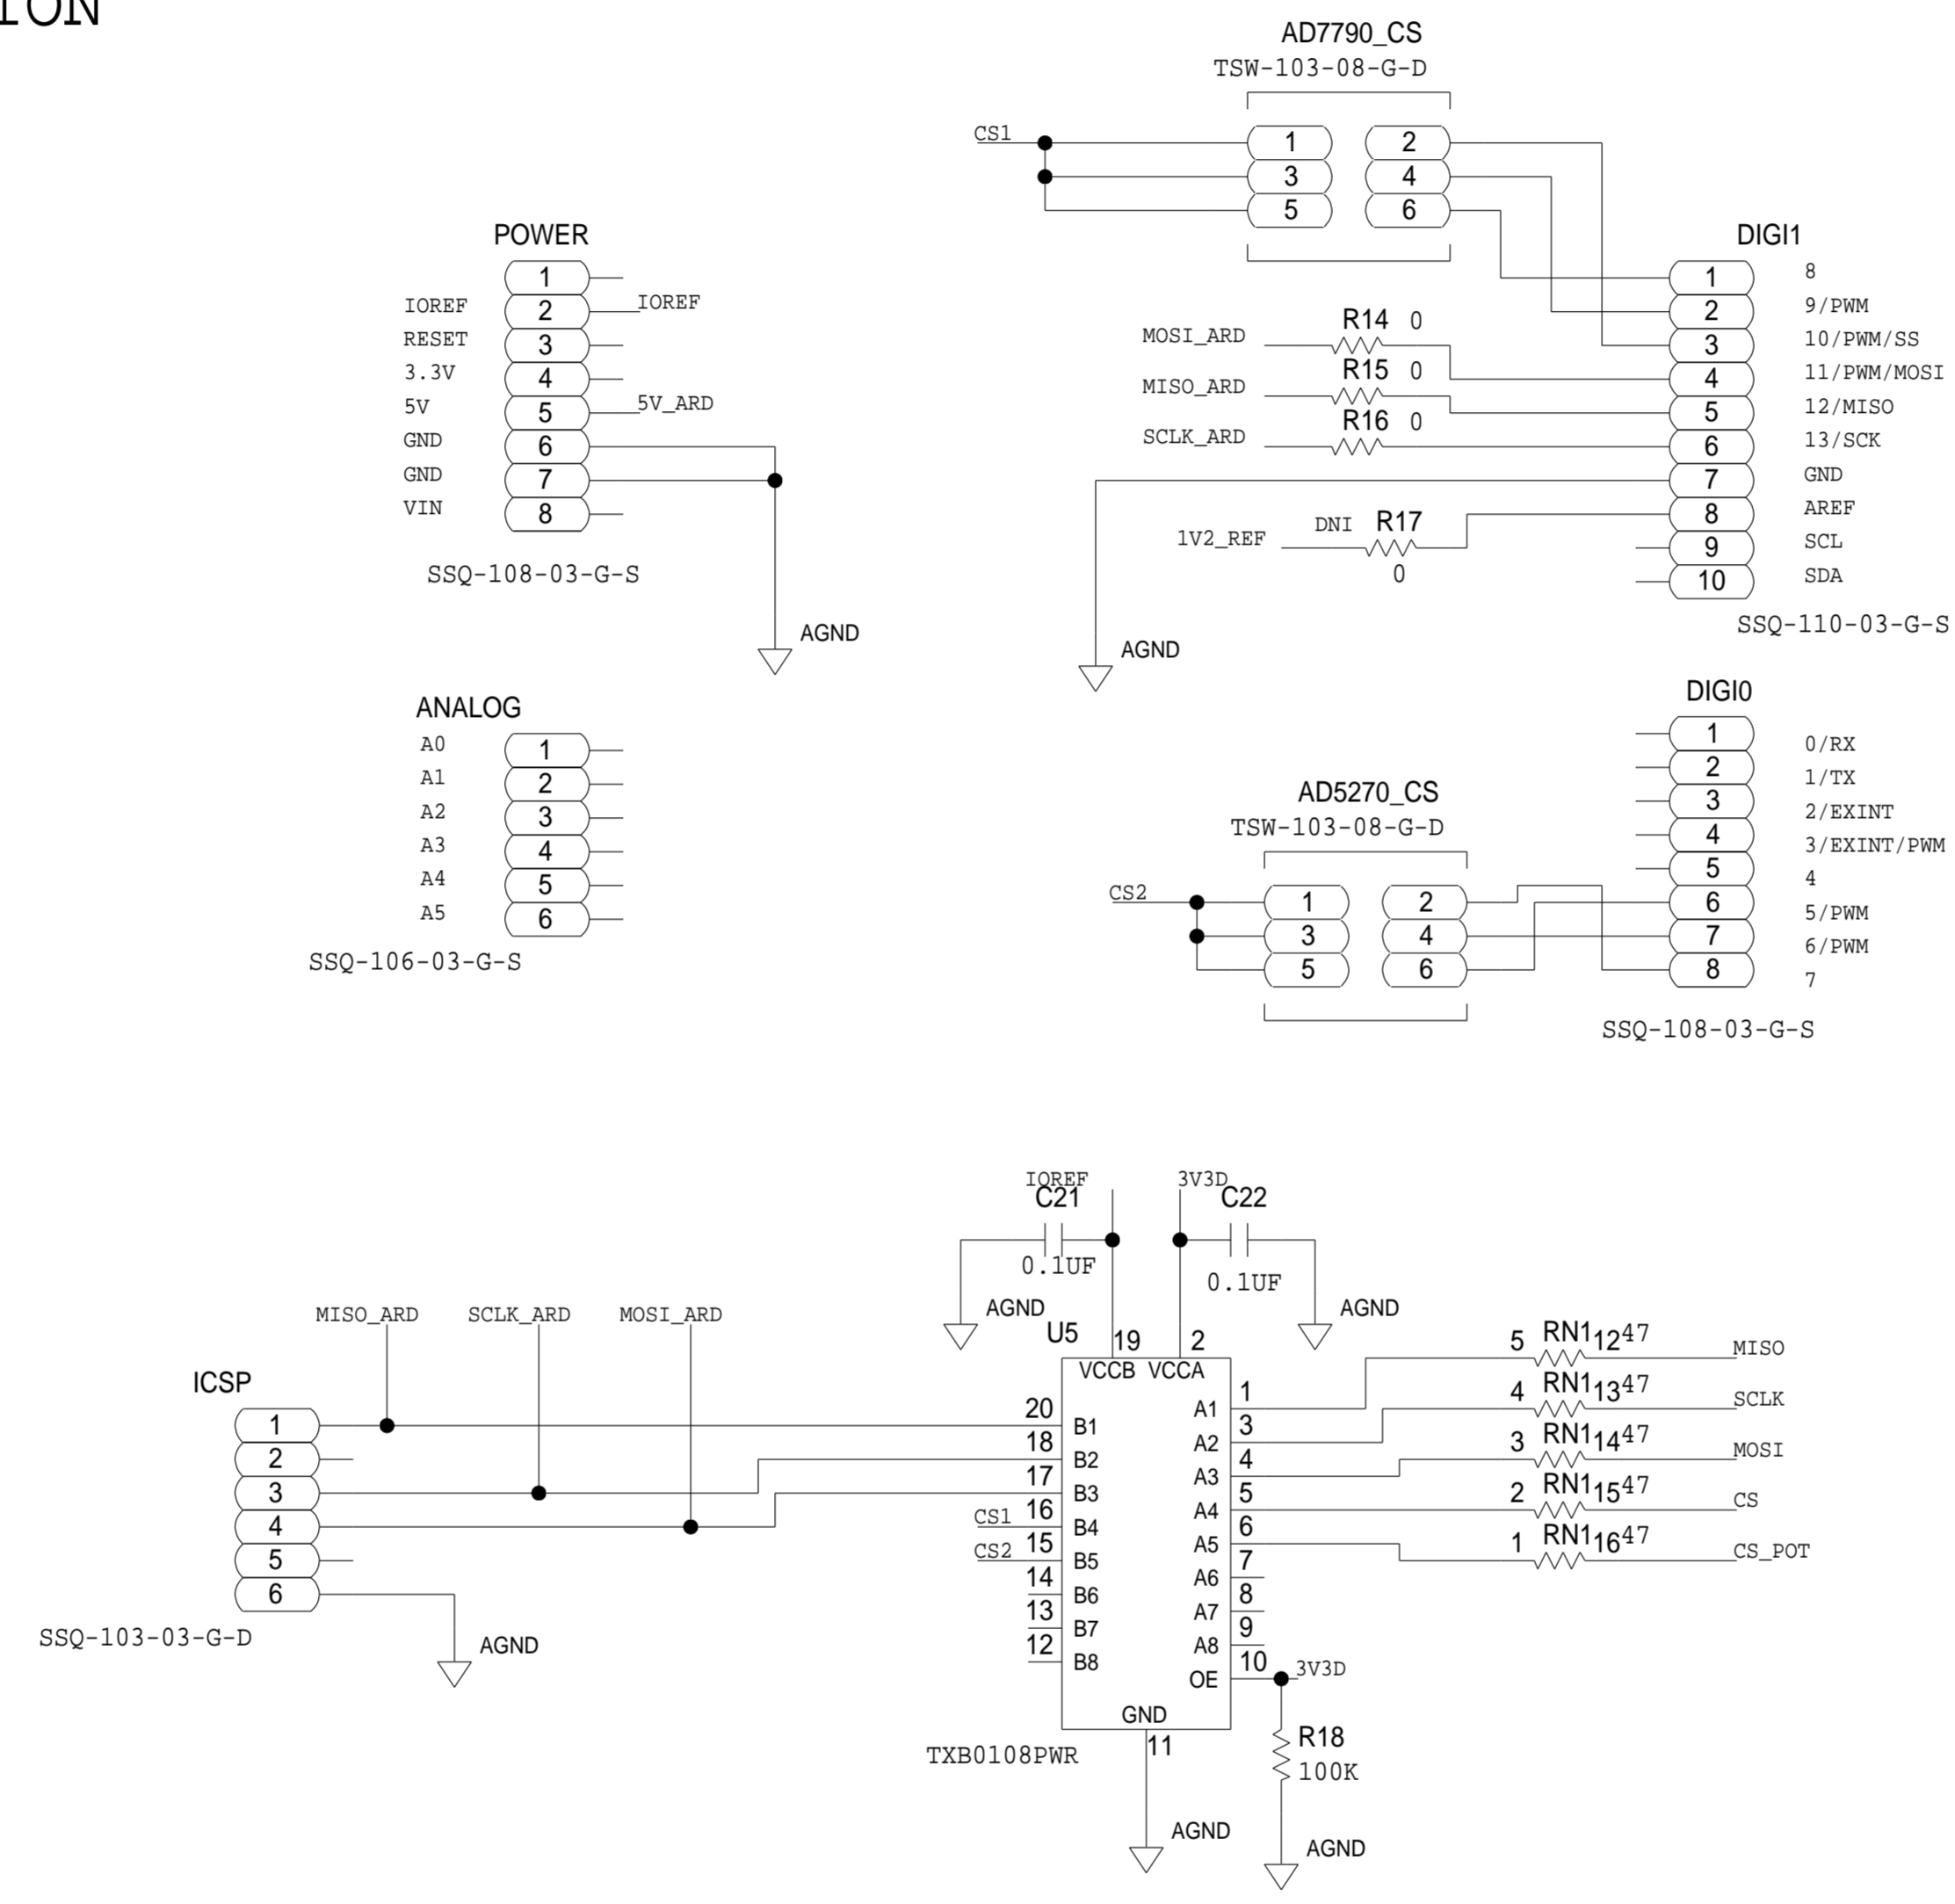 ION
AD7790_CS
TSW-103-08-G-D
CS1
1 2
3 4
5 6
POWER
1
IOREF 2 IOREF
RESET 3
3.3V 4
5V 5 5V_ARD
GND 6
GND 7
VIN 8
SSQ-108-03-G-S
AGND
DIGI1
1 8
2 9/PWM
3 10/PWM/SS
MOSI_ARD R14 0 4 11/PWM/MOSI
MISO_ARD R15 0 5 12/MISO
SCLK_ARD R16 0 6 13/SCK
7 GND
1V2_REF DNI R17 0 8 AREF
9 SCL
10 SDA
SSQ-110-03-G-S
AGND
ANALOG
A0 1
A1 2
A2 3
A3 4
A4 5
A5 6
SSQ-106-03-G-S
DIGI0
1 0/RX
2 1/TX
3 2/EXINT
4 3/EXINT/PWM
5 4
6 5/PWM
7 6/PWM
8 7
SSQ-108-03-G-S
AD5270_CS
TSW-103-08-G-D
CS2
1 2
3 4
5 6
IOREF 3V3D
C21 C22
0.1UF 0.1UF
AGND AGND
MISO_ARD SCLK_ARD MOSI_ARD
ICSP
1
2
3
4
5
6
SSQ-103-03-G-D
AGND
U5
19 2
VCCB VCCA
20 B1 A1 1
18 B2 A2 3
17 B3 A3 4
CS1 16 B4 A4 5
CS2 15 B5 A5 6
14 B6 A6 7
13 B7 A7 8
12 B8 A8 9
OE 10 3V3D
GND
11
TXB0108PWR
R18
100K
AGND
AGND
5 RN1 12 47 MISO
4 RN1 13 47 SCLK
3 RN1 14 47 MOSI
2 RN1 15 47 CS
1 RN1 16 47 CS_POT